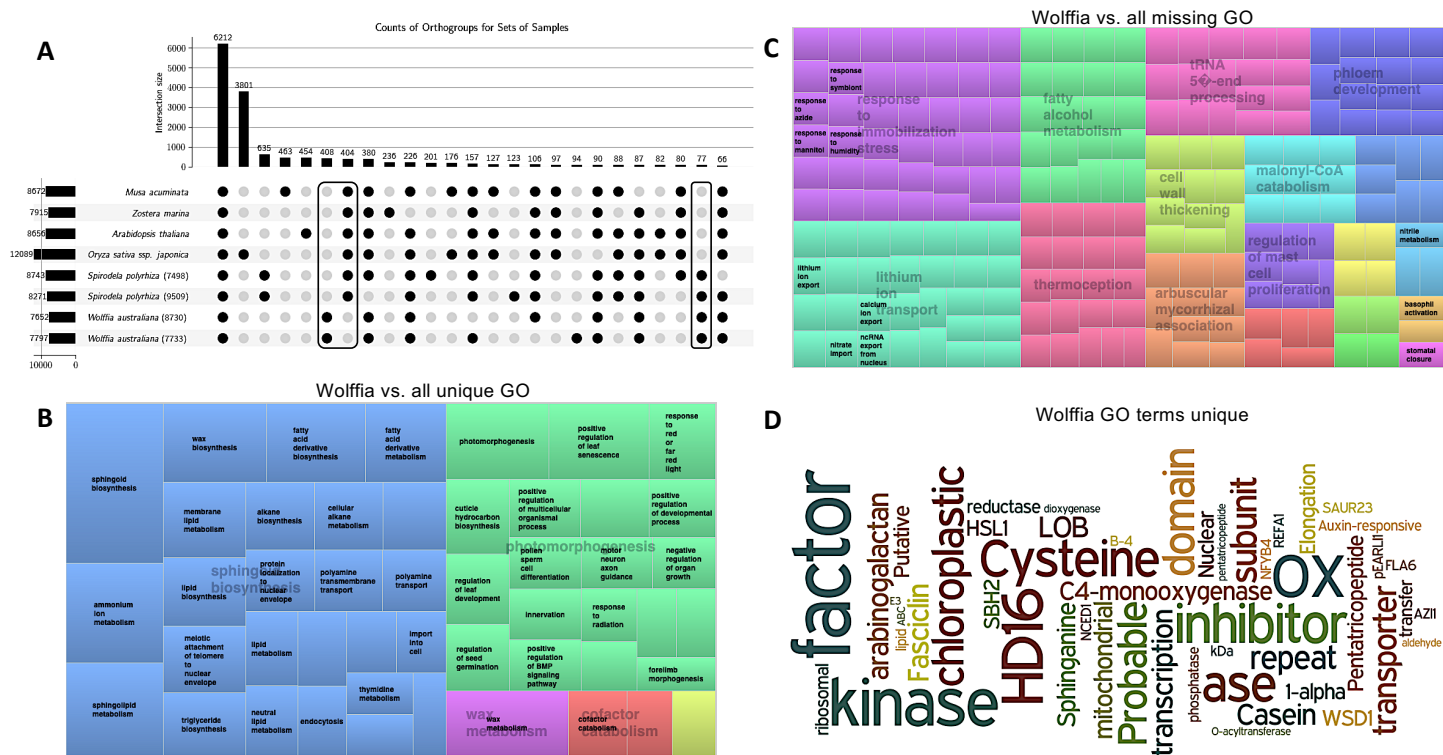 A
Counts of Orthogroups for Sets of Samples
Intersection size
6000
5000
4000
3000
2000
1000
0
6212
3801
635
463
454
408
404
380
236
226
201
176
157
127
123
106
97
94
90
88
87
82
80
77
66
8672
Musa acuminata
7915
Zostera marina
8656
Arabidopsis thaliana
12089
Oryza sativa ssp. japonica
8743
Spirodela polyrhiza (7498)
8271
Spirodela polyrhiza (9509)
7652
Wolffia australiana (8730)
7797
Wolffia australiana (7733)
10000
0
C
Wolffia vs. all missing GO
response
to
immobilization
stress
response
to
symbiont
response
to
azide
response
to
mannitol
response
to
humidity
fatty
alcohol
metabolism
tRNA
5�-end
processing
phloem
development
cell
wall
thickening
malonyl-CoA
catabolism
lithium
ion
transport
lithium
ion
export
calcium
ion
export
nitrate
import
ncRNA
export
from
nucleus
thermoception
arbuscular
mycorrhizal
association
regulation
of mast
cell
proliferation
nitrile
metabolism
basophil
activation
stomatal
closure
B
Wolffia vs. all unique GO
sphingoid
biosynthesis
wax
biosynthesis
fatty
acid
derivative
biosynthesis
fatty
acid
derivative
metabolism
membrane
lipid
metabolism
alkane
biosynthesis
cellular
alkane
metabolism
sphingoid
biosynthesis
ammonium
ion
metabolism
lipid
biosynthesis
protein
localization
to
nuclear
envelope
polyamine
transmembrane
transport
polyamine
transport
meiotic
attachment
of telomere
to
nuclear
envelope
lipid
metabolism
import
into
cell
sphingolipid
metabolism
triglyceride
biosynthesis
neutral
lipid
metabolism
endocytosis
thymidine
metabolism
photomorphogenesis
positive
regulation
of leaf
senescence
response
to
red
or
far
red
light
cuticle
hydrocarbon
biosynthesis
positive
regulation
of multicellular
organismal
process
positive
regulation
of developmental
process
photomorphogenesis
pollen
sperm
cell
differentiation
motor
neuron
axon
guidance
negative
regulation
of organ
growth
regulation
of leaf
development
innervation
response
to
radiation
regulation
of seed
germination
positive
regulation
of BMP
signaling
pathway
forelimb
morphogenesis
wax
metabolism
wax
metabolism
cofactor
catabolism
cofactor
catabolism
D
Wolffia GO terms unique
factor
ribosomal
kinase
arabinogalactan
Putative
E3
lipid
ABC
Fasciclin
chloroplastic
reductase
dioxygenase
HSL1
LOB
Cysteine
B-4
SBH2
HD16
C4-monooxygenase
Sphinganine
NCED1
mitochondrial
Probable
transcription
domain
Nuclear
pentatricopeptide
subunit
NFYB4
REFA1
Ox
Elongation
SAUR23
Auxin-responsive
Pentatricopeptide
pEARLI1
FLA6
inhibitor
kDa
repeat
phosphatase
ase
1-alpha
Casein
WSD1
O-acyltransferase
transporter
transfer
AZI1
aldehyde